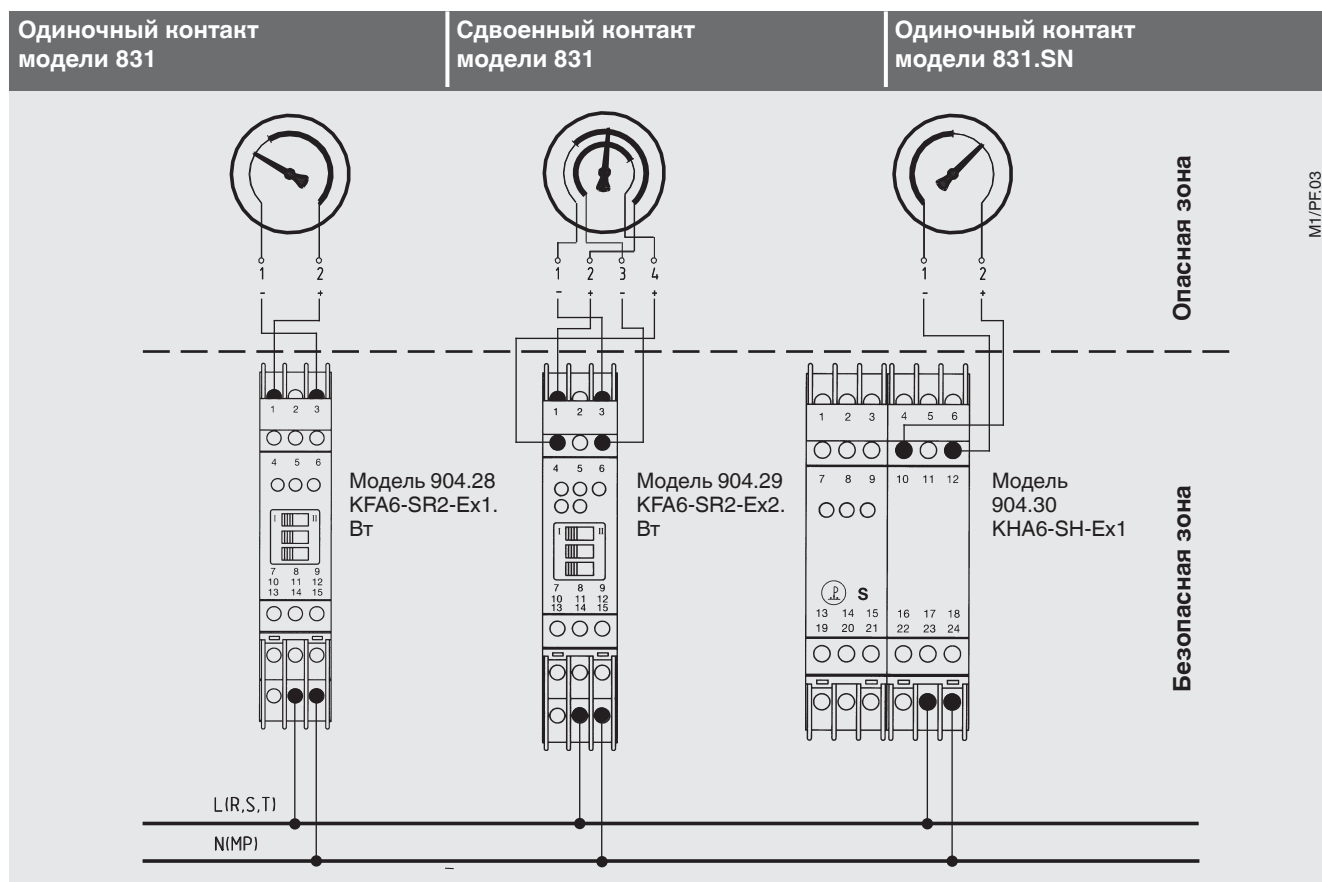 Одиночный контакт
модели 831
Сдвоенный контакт
модели 831
Одиночный контакт
модели 831.SN
Опасная зона
M1/PF.03
1 2
- +
1 2 3 4
- + - +
1 2
- +
1 2 3
4 5 6
I II
7 8 9
10 11 12
13 14 15
Модель 904.28
KFA6-SR2-Ex1.
Вт
1 2 3
4 5 6
I II
7 8 9
10 11 12
13 14 15
Модель 904.29
KFA6-SR2-Ex2.
Вт
1 2 3 4 5 6
7 8 9 10 11 12
S
13 14 15 16 17 18
19 20 21 22 23 24
Модель
904.30
KHA6-SH-Ex1
Безопасная зона
L(R,S,T)
N(MP)